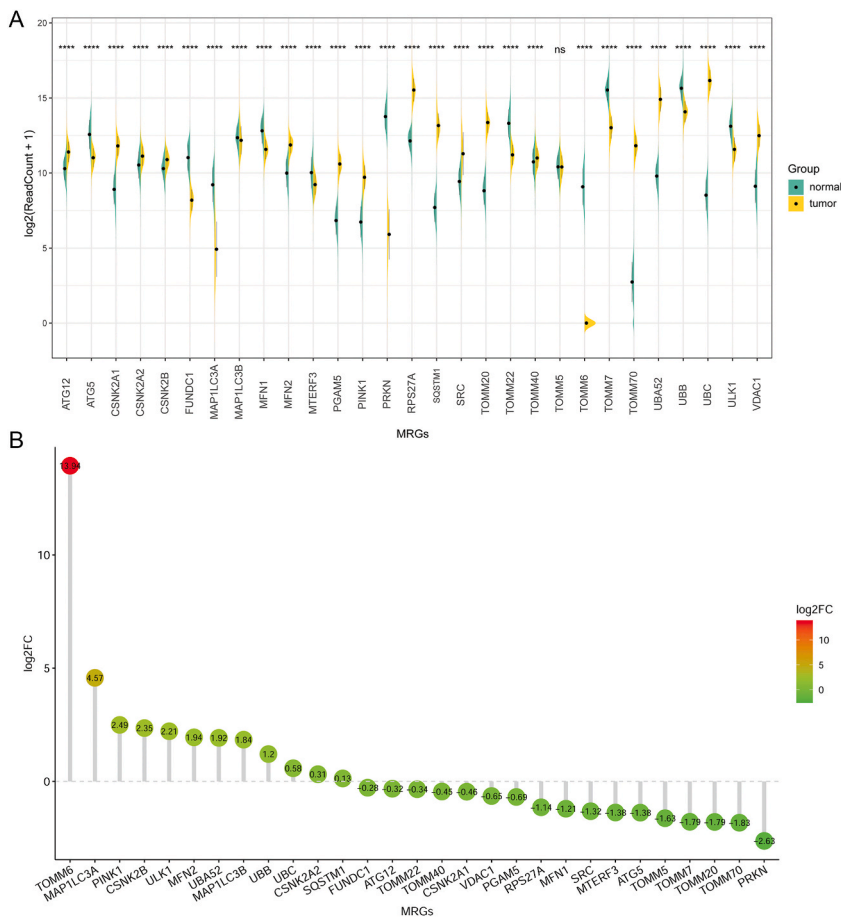 A
20
15
10
5
0
log2(ReadCount + 1)
**** **** **** **** **** **** **** **** **** **** **** **** **** **** **** **** **** **** **** **** ns **** **** **** **** **** **** **** ****
Group
normal
tumor
ATG12 ATG5 CSNK2A1 CSNK2A2 CSNK2B FUNDC1 MAP1LC3A MAP1LC3B MFN1 MFN2 MTERF3 PGAM5 PINK1 PRKN RPS27A SQSTM1 SRC TOMM20 TOMM22 TOMM40 TOMM5 TOMM6 TOMM7 TOMM70 UBA52 UBB UBC ULK1 VDAC1
MRGs
B
10
5
0
log2FC
13.94 4.57 2.49 2.35 2.21 1.94 1.92 1.84 1.2 0.58 0.31 0.13 −0.28 −0.32 −0.34 −0.45 −0.46 −0.65 −0.69 −1.14 −1.21 −1.32 −1.38 −1.38 −1.63 −1.79 −1.79 −1.83 −2.63
log2FC
10
5
0
TOMM6 MAP1LC3A PINK1 CSNK2B ULK1 MFN2 UBA52 MAP1LC3B UBB UBC CSNK2A2 SQSTM1 FUNDC1 ATG12 TOMM22 TOMM40 CSNK2A1 VDAC1 PGAM5 RPS27A MFN1 SRC MTERF3 ATG5 TOMM5 TOMM7 TOMM20 TOMM70 PRKN
MRGs